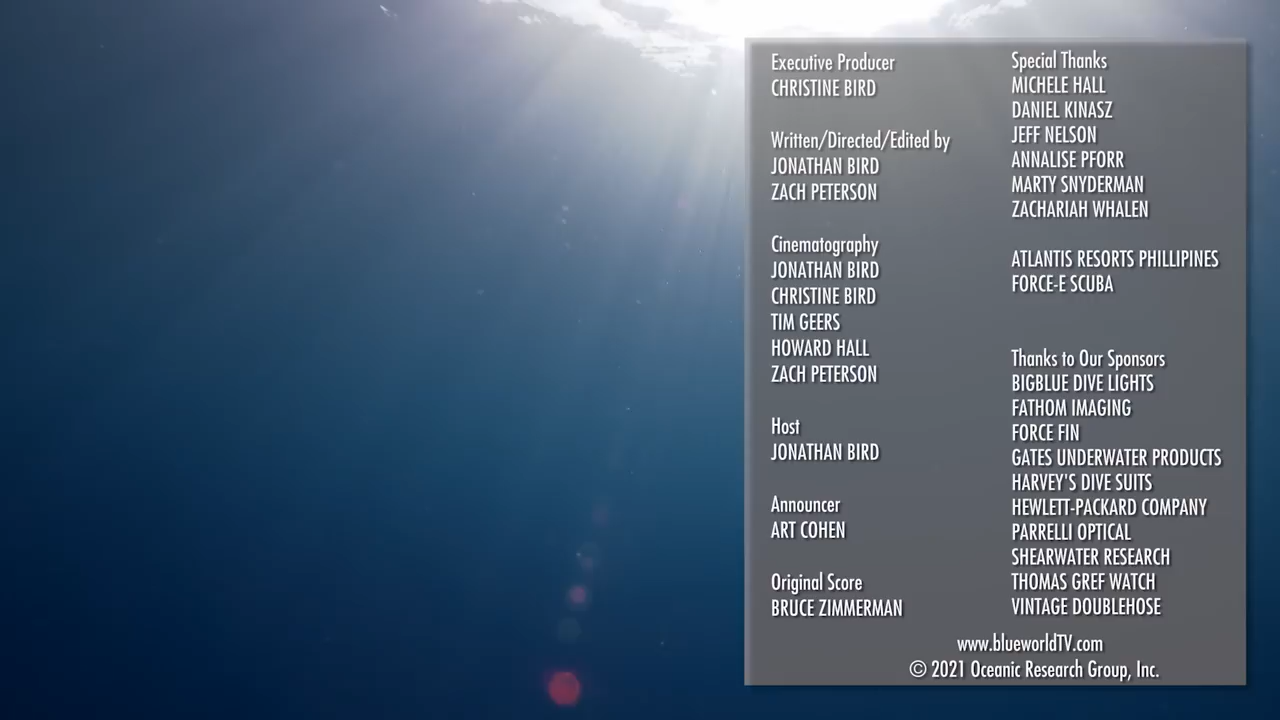 Executive Producer
CHRISTINE BIRD
Written/Directed/Edited by
JONATHAN BIRD
ZACH PETERSON
Cinematography
JONATHAN BIRD
CHRISTINE BIRD
TIM GEERS
HOWARD HALL
ZACH PETERSON
Host
JONATHAN BIRD
Announcer
ART COHEN
Original Score
BRUCE ZIMMERMAN
Special Thanks
MICHELE HALL
DANIEL KINASZ
JEFF NELSON
ANNALISE PFORR
MARTY SNYDERMAN
ZACHARIAH WHALEN
ATLANTIS RESORTS PHILLIPINES
FORCE-E SCUBA
Thanks to Our Sponsors
BIGBLUE DIVE LIGHTS
FATHOM IMAGING
FORCE FIN
GATES UNDERWATER PRODUCTS
HARVEY'S DIVE SUITS
HEWLETT-PACKARD COMPANY
PARRELLI OPTICAL
SHEARWATER RESEARCH
THOMAS GREF WATCH
VINTAGE DOUBLEHOSE
www.blueworldTV.com
© 2021 Oceanic Research Group, Inc.